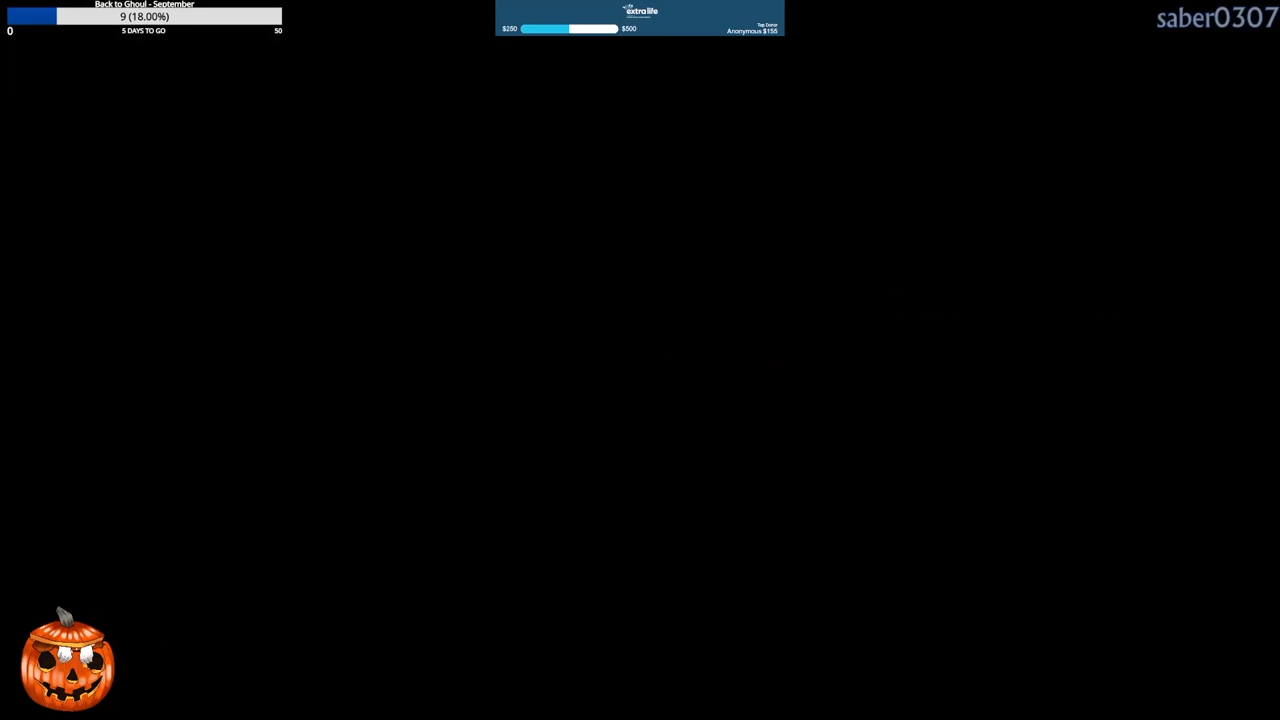 Back to Ghoul - September
9 (18.00%)
0
5 DAYS TO GO
50
extra life
$250
$500
Top Donor
Anonymous $155
saber0307